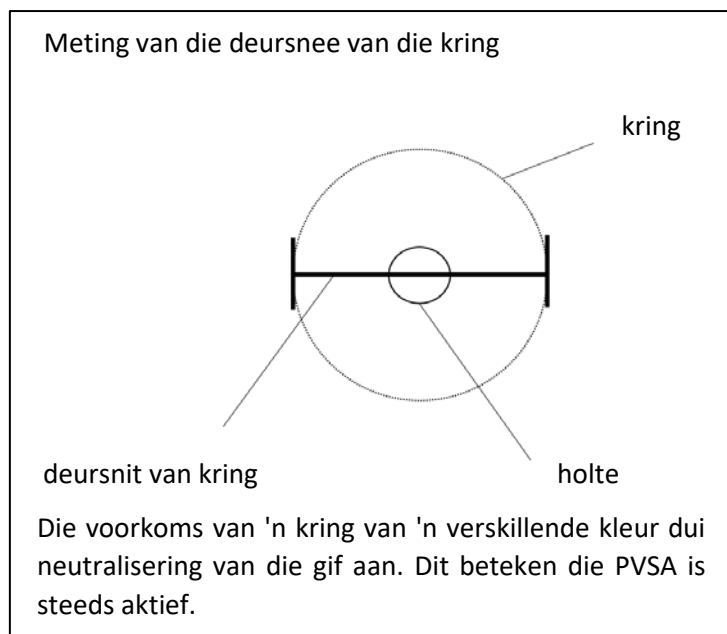 Meting van die deursnee van die kring
kring
deursnit van kring
holte
Die voorkoms van 'n kring van 'n verskillende kleur dui
neutralisering van die gif aan. Dit beteken die PVSA is
steeds aktief.